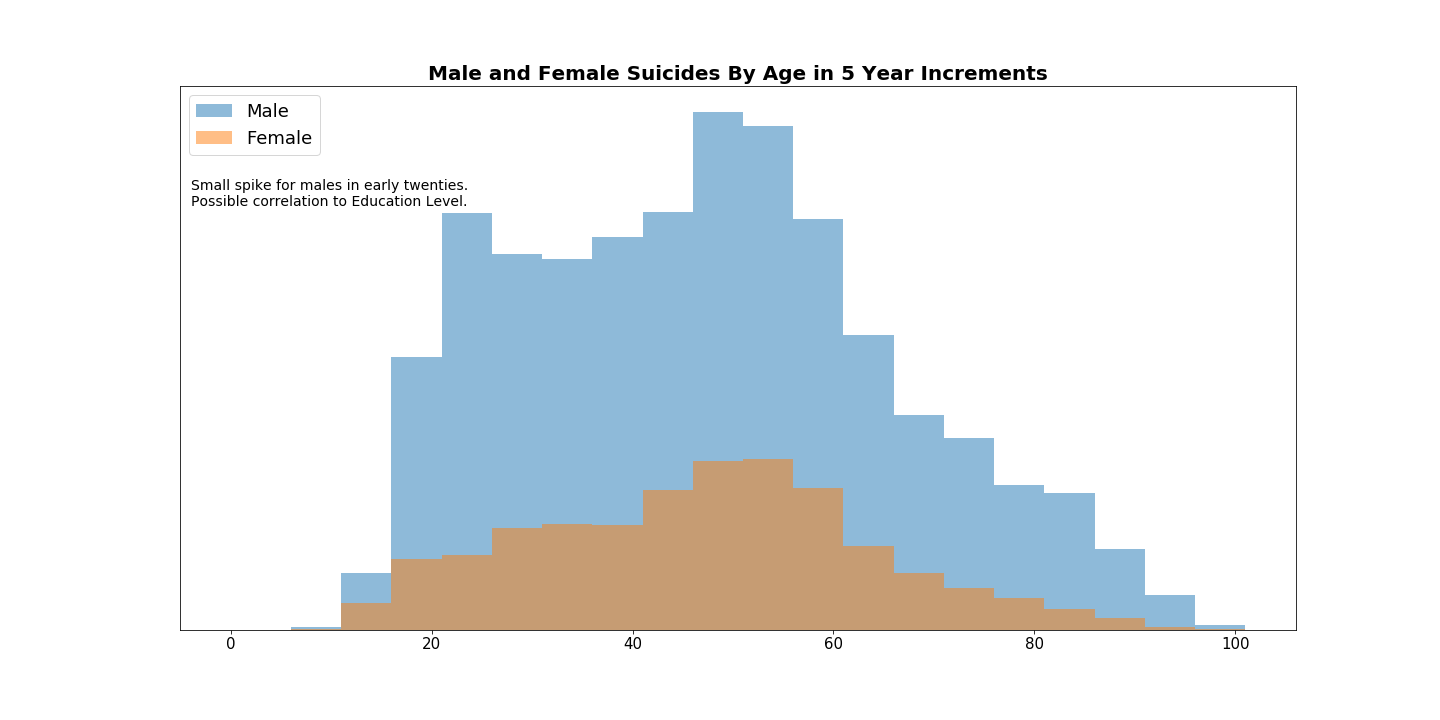 Male and Female Suicides By Age in 5 Year Increments
Male
Female
Small spike for males in early twenties.
Possible correlation to Education Level.
0 20 40 60 80 100